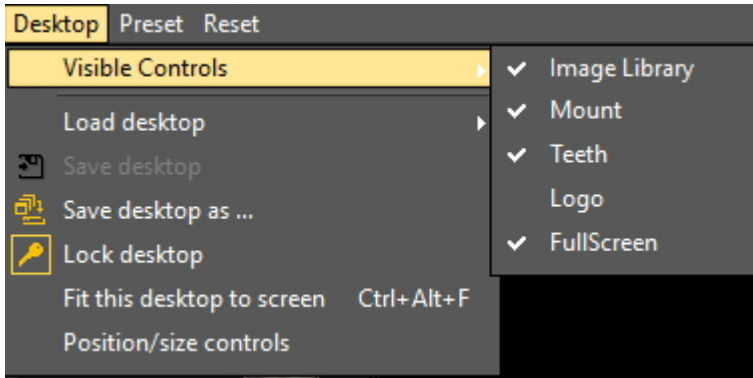 Desktop Preset Reset
Visible Controls
Load desktop
Save desktop
Save desktop as ...
Lock desktop
Fit this desktop to screen Ctrl+Alt+F
Position/size controls
Image Library
Mount
Teeth
Logo
FullScreen